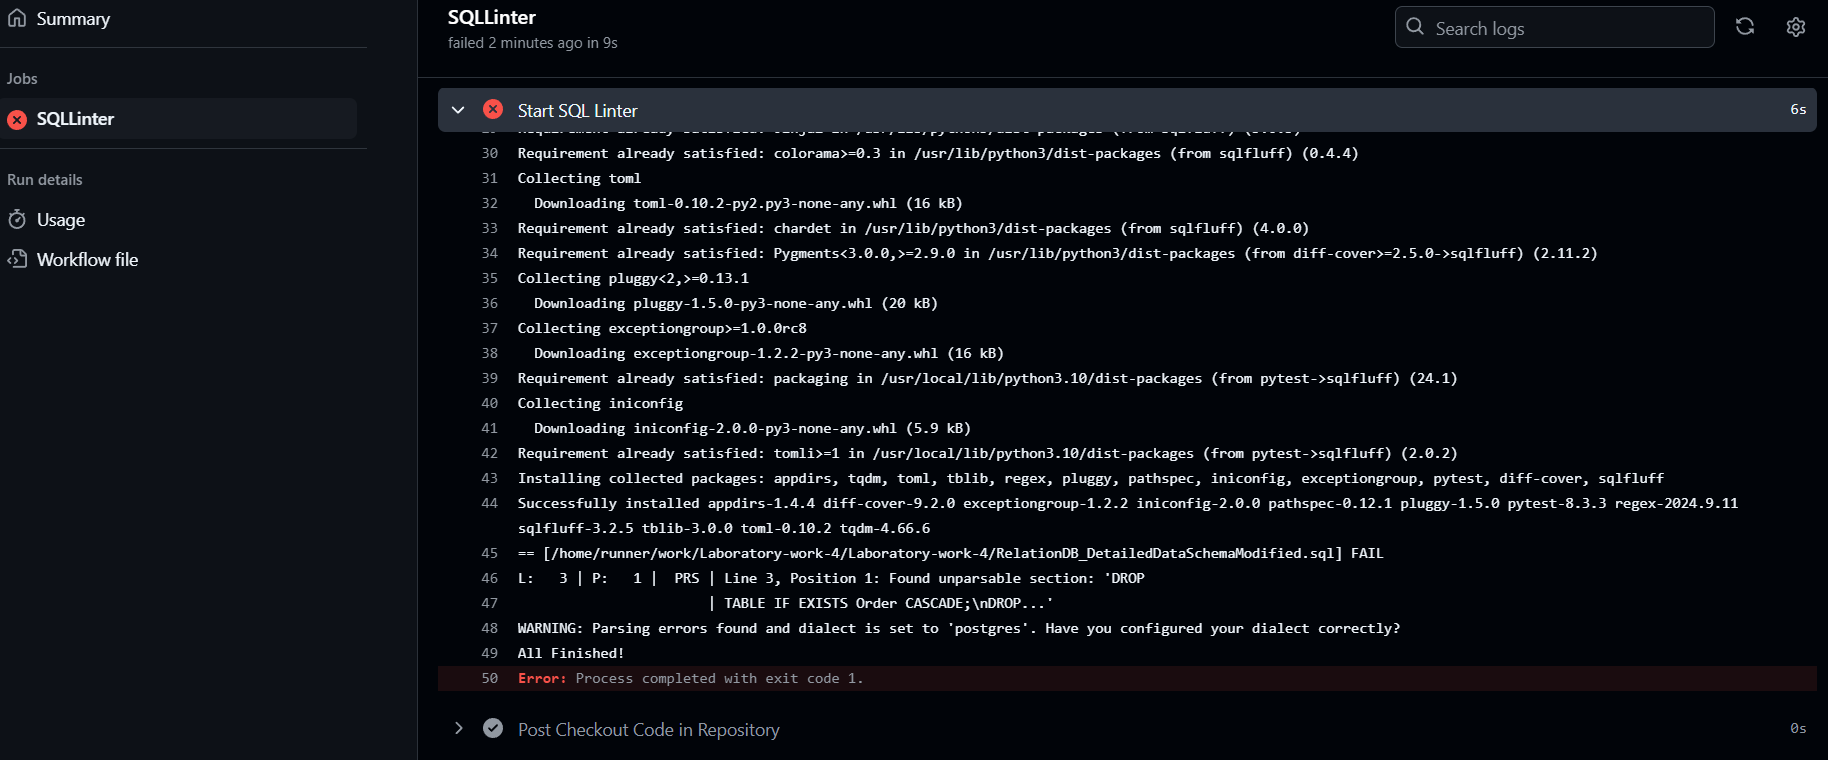 Summary
Jobs
SQLLinter
Run details
Usage
Workflow file
SQLLinter
failed 2 minutes ago in 9s
Search logs
Start SQL Linter
6s
30 Requirement already satisfied: colorama>=0.3 in /usr/lib/python3/dist-packages (from sqlfluff) (0.4.4)
31 Collecting toml
32 Downloading toml-0.10.2-py2.py3-none-any.whl (16 kB)
33 Requirement already satisfied: chardet in /usr/lib/python3/dist-packages (from sqlfluff) (4.0.0)
34 Requirement already satisfied: Pygments<3.0.0,>=2.9.0 in /usr/lib/python3/dist-packages (from diff-cover>=2.5.0->sqlfluff) (2.11.2)
35 Collecting pluggy<2,>=0.13.1
36 Downloading pluggy-1.5.0-py3-none-any.whl (20 kB)
37 Collecting exceptiongroup>=1.0.0rc8
38 Downloading exceptiongroup-1.2.2-py3-none-any.whl (16 kB)
39 Requirement already satisfied: packaging in /usr/local/lib/python3.10/dist-packages (from pytest->sqlfluff) (24.1)
40 Collecting iniconfig
41 Downloading iniconfig-2.0.0-py3-none-any.whl (5.9 kB)
42 Requirement already satisfied: tomli>=1 in /usr/local/lib/python3.10/dist-packages (from pytest->sqlfluff) (2.0.2)
43 Installing collected packages: appdirs, tqdm, toml, tblib, regex, pluggy, pathspec, iniconfig, exceptiongroup, pytest, diff-cover, sqlfluff
44 Successfully installed appdirs-1.4.4 diff-cover-9.2.0 exceptiongroup-1.2.2 iniconfig-2.0.0 pathspec-0.12.1 pluggy-1.5.0 pytest-8.3.3 regex-2024.9.11
sqlfluff-3.2.5 tblib-3.0.0 toml-0.10.2 tqdm-4.66.6
45 == [/home/runner/work/Laboratory-work-4/Laboratory-work-4/RelationDB_DetailedDataSchemaModified.sql] FAIL
46 L:   3 | P:   1 |  PRS | Line 3, Position 1: Found unparsable section: 'DROP
47 | TABLE IF EXISTS Order CASCADE;\nDROP...'
48 WARNING: Parsing errors found and dialect is set to 'postgres'. Have you configured your dialect correctly?
49 All Finished!
50 Error: Process completed with exit code 1.
Post Checkout Code in Repository
0s